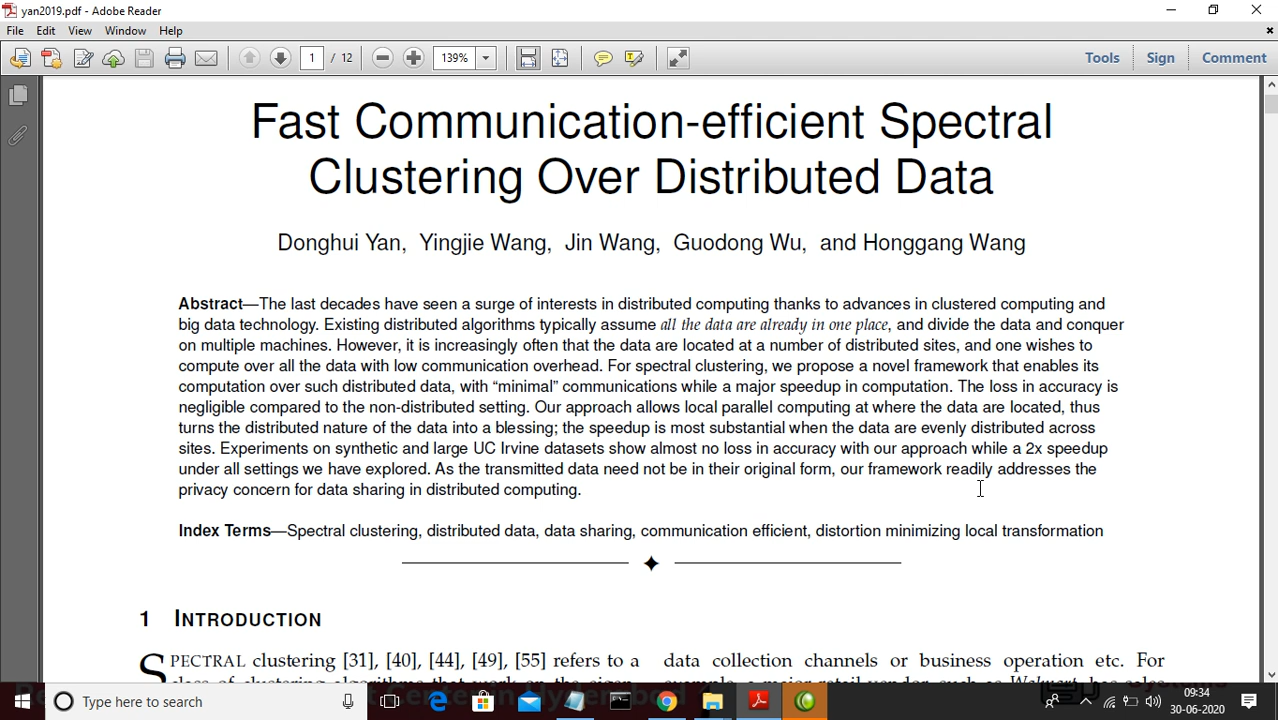 yan2019.pdf - Adobe Reader
File Edit View Window Help
1 / 12 139% Tools Sign Comment
Fast Communication-efficient Spectral
Clustering Over Distributed Data
Donghui Yan, Yingjie Wang, Jin Wang, Guodong Wu, and Honggang Wang
Abstract—The last decades have seen a surge of interests in distributed computing thanks to advances in clustered computing and
big data technology. Existing distributed algorithms typically assume all the data are already in one place, and divide the data and conquer
on multiple machines. However, it is increasingly often that the data are located at a number of distributed sites, and one wishes to
compute over all the data with low communication overhead. For spectral clustering, we propose a novel framework that enables its
computation over such distributed data, with “minimal” communications while a major speedup in computation. The loss in accuracy is
negligible compared to the non-distributed setting. Our approach allows local parallel computing at where the data are located, thus
turns the distributed nature of the data into a blessing; the speedup is most substantial when the data are evenly distributed across
sites. Experiments on synthetic and large UC Irvine datasets show almost no loss in accuracy with our approach while a 2x speedup
under all settings we have explored. As the transmitted data need not be in their original form, our framework readily addresses the
privacy concern for data sharing in distributed computing.
Index Terms—Spectral clustering, distributed data, data sharing, communication efficient, distortion minimizing local transformation
1 INTRODUCTION
SPECTRAL clustering [31], [40], [44], [49], [55] refers to a
data collection channels or business operation etc. For
Type here to search
09:34
30-06-2020